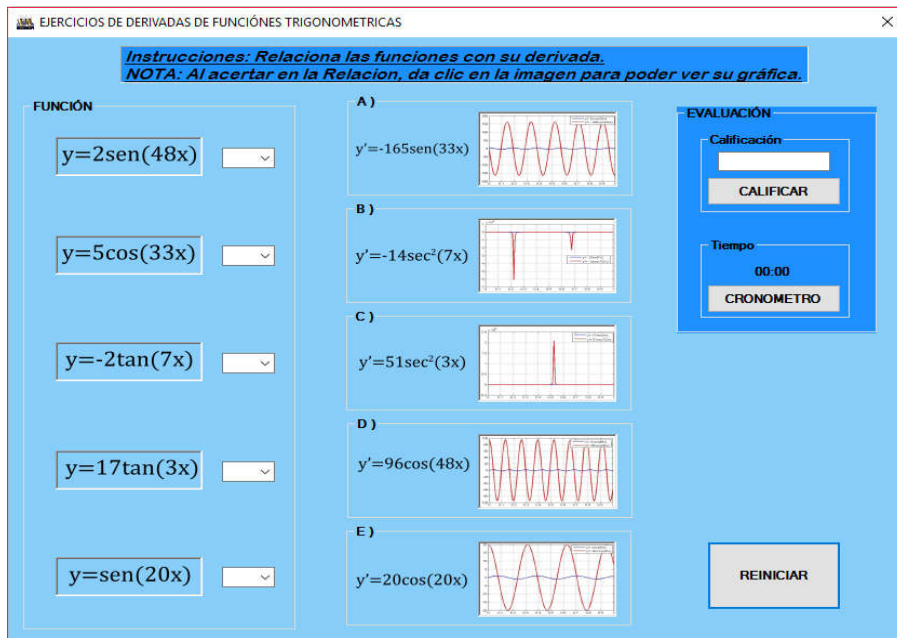 EJERCICIOS DE DERIVADAS DE FUNCIÓNES TRIGONOMETRICAS
Instrucciones: Relaciona las funciones con su derivada.
NOTA: Al acertar en la Relacion, da clic en la imagen para poder ver su gráfica.
FUNCIÓN
y=2sen(48x)
y=5cos(33x)
y=-2tan(7x)
y=17tan(3x)
y=sen(20x)
A )
y'=-165sen(33x)
B )
y'=-14sec²(7x)
C )
y'=51sec²(3x)
D )
y'=96cos(48x)
E )
y'=20cos(20x)
EVALUACIÓN
Calificación
CALIFICAR
Tiempo
00:00
CRONOMETRO
REINICIAR